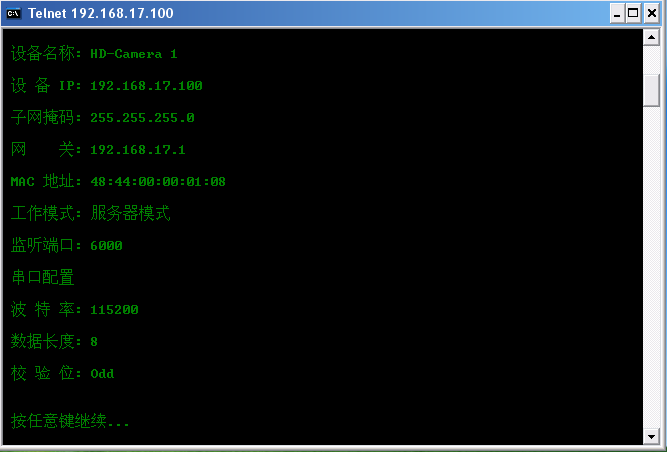 Telnet 192.168.17.100
设备名称: HD-Camera 1
设 备 IP: 192.168.17.100
子网掩码: 255.255.255.0
网    关: 192.168.17.1
MAC 地址: 48:44:00:00:01:08
工作模式: 服务器模式
监听端口: 6000
串口配置
波 特 率: 115200
数据长度: 8
校 验 位: Odd
按任意键继续...